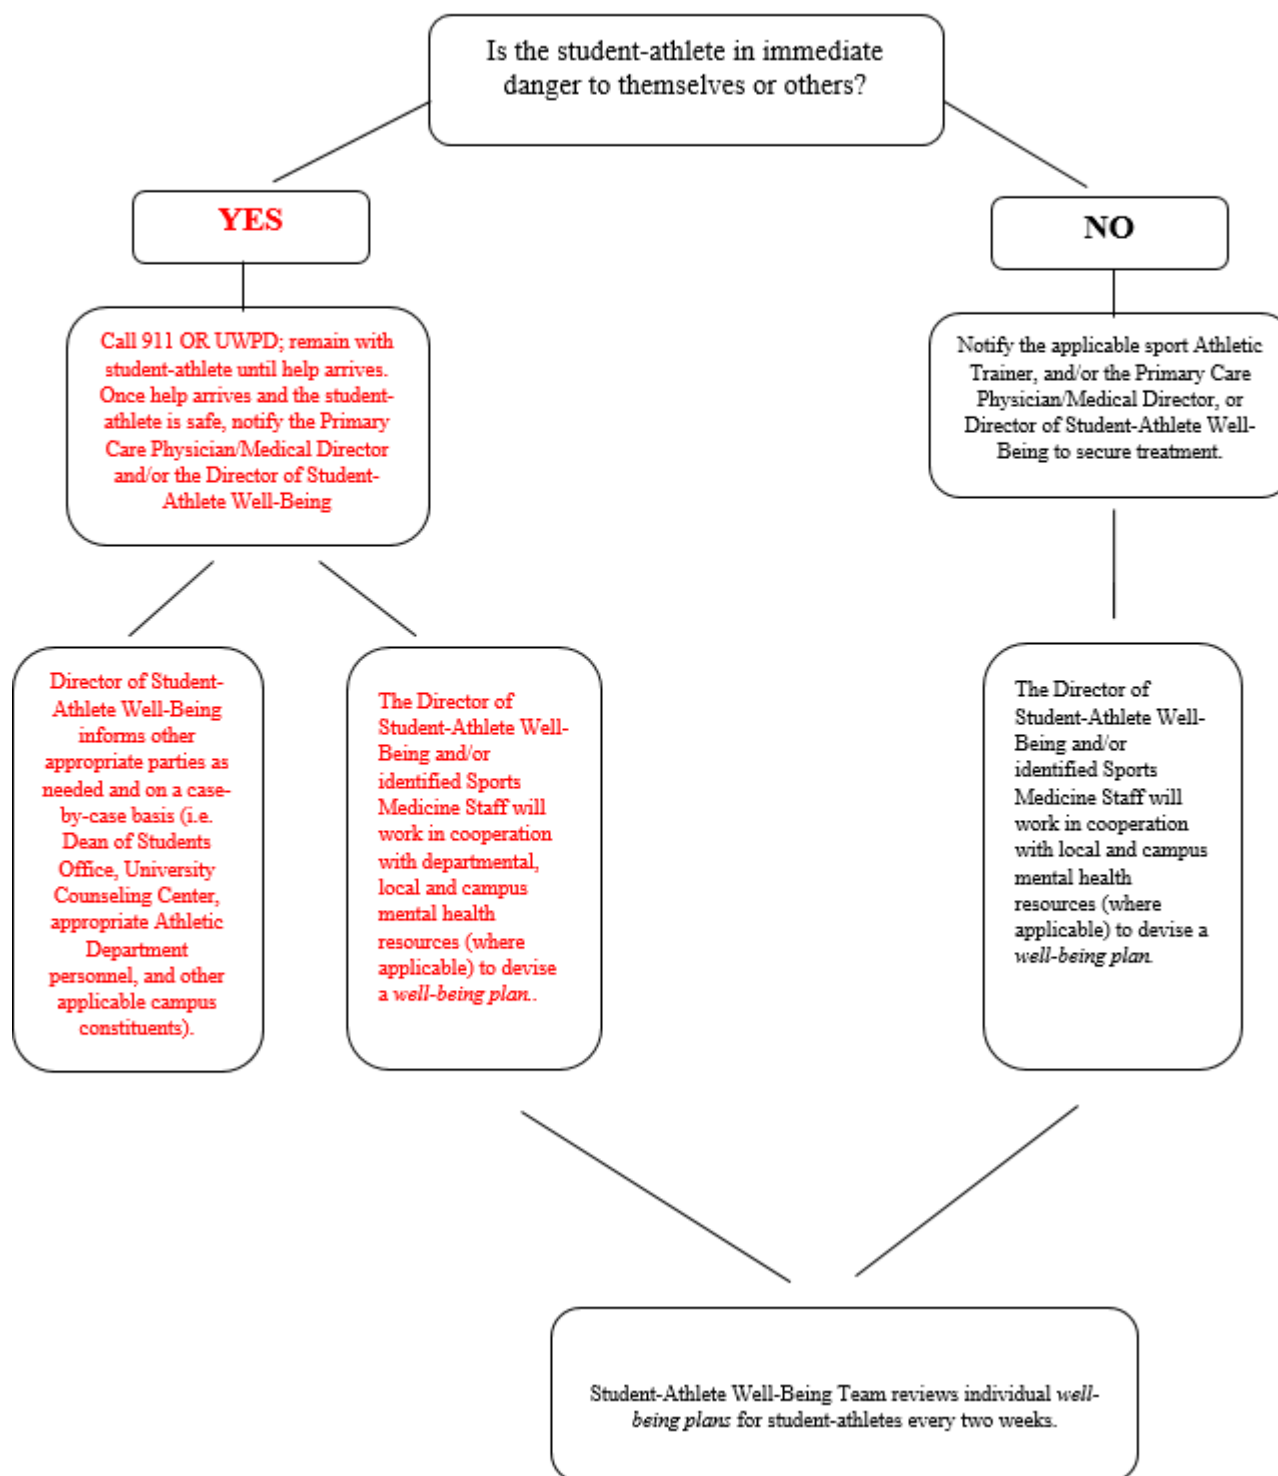 Is the student-athlete in immediate
danger to themselves or others?
YES
NO
Call 911 OR UWPD; remain with
student-athlete until help arrives.
Once help arrives and the student-
athlete is safe, notify the Primary
Care Physician/Medical Director
and/or the Director of Student-
Athlete Well-Being
Notify the applicable sport Athletic
Trainer, and/or the Primary Care
Physician/Medical Director, or
Director of Student-Athlete Well-
Being to secure treatment.
Director of Student-
Athlete Well-Being
informs other
appropriate parties as
needed and on a case-
by-case basis (i.e.
Dean of Students
Office, University
Counseling Center,
appropriate Athletic
Department
personnel, and other
applicable campus
constituents).
The Director of
Student-Athlete Well-
Being and/or
identified Sports
Medicine Staff will
work in cooperation
with departmental,
local and campus
mental health
resources (where
applicable) to devise
a well-being plan..
The Director of
Student-Athlete Well-
Being and/or
identified Sports
Medicine Staff will
work in cooperation
with local and campus
mental health
resources (where
applicable) to devise a
well-being plan.
Student-Athlete Well-Being Team reviews individual well-
being plans for student-athletes every two weeks.